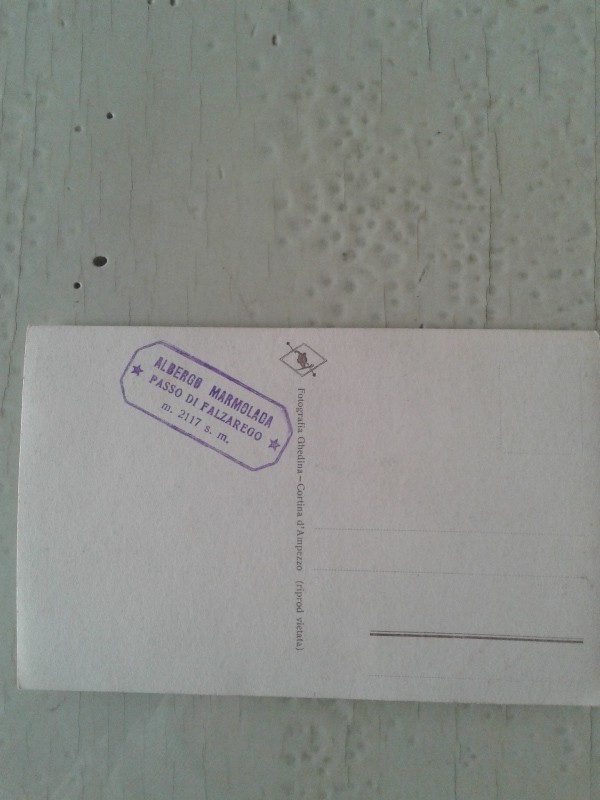 ALBERGO MARMOLADA
PASSO DI FALZAREGO
m. 2117 s. m.
Fotografia Ghedina - Cortina d'Ampezzo (riprod vietata)